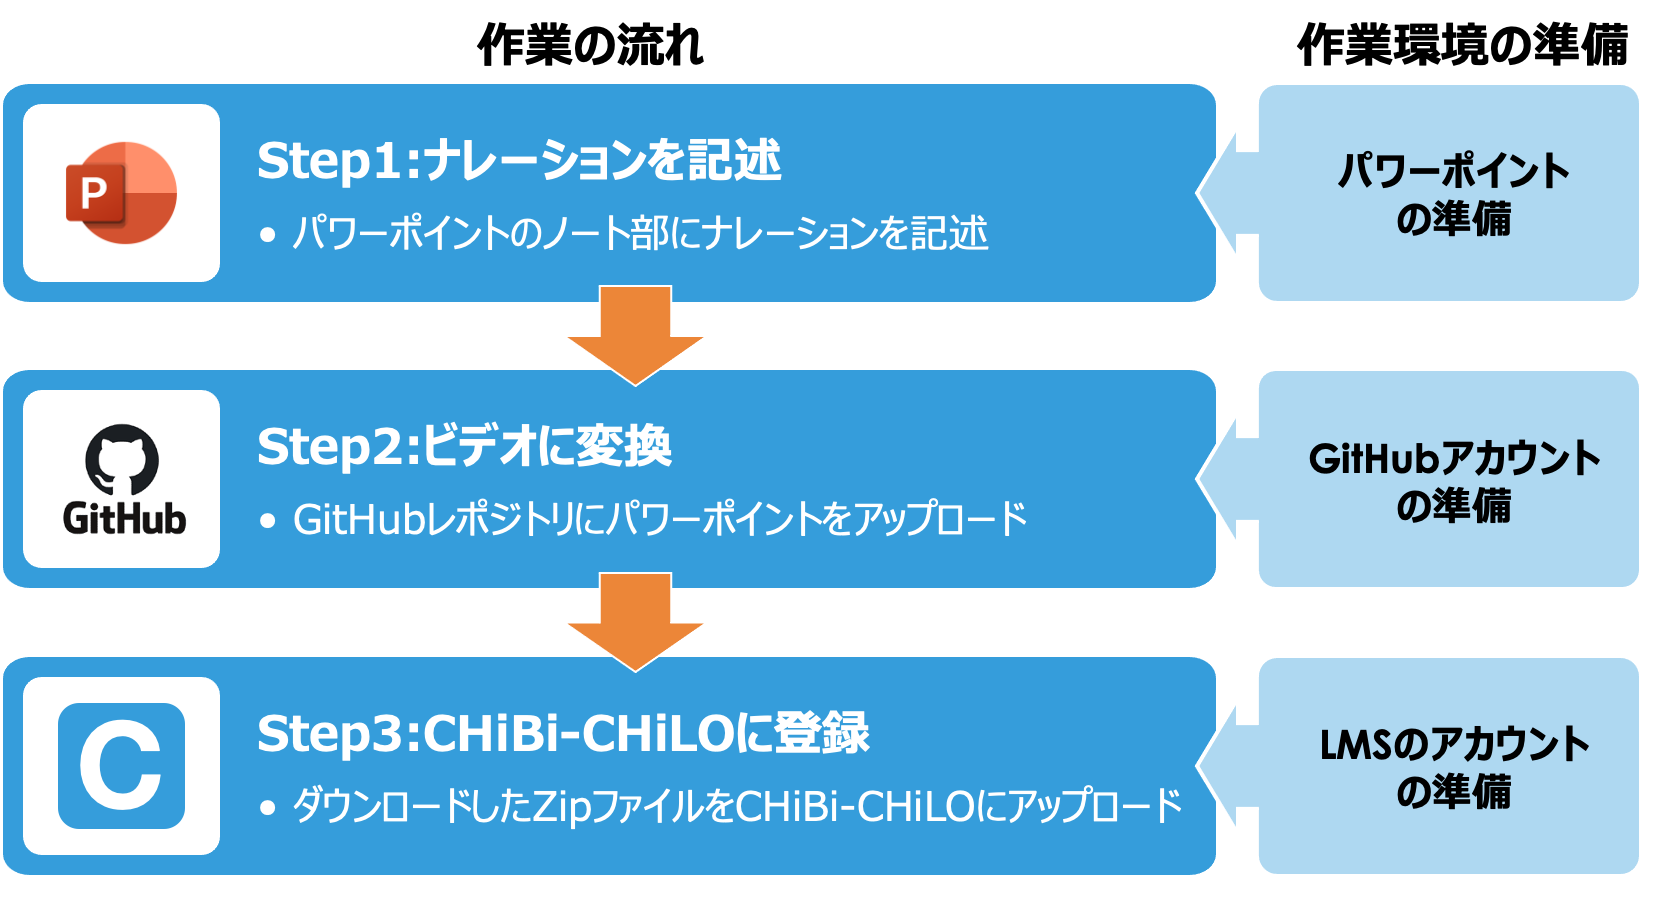 作業の流れ
作業環境の準備
P
Step1:ナレーションを記述
• パワーポイントのノート部にナレーションを記述
パワーポイント
の準備
GitHub
Step2:ビデオに変換
• GitHubレポジトリにパワーポイントをアップロード
GitHubアカウント
の準備
C
Step3:CHiBi-CHiLOに登録
• ダウンロードしたZipファイルをCHiBi-CHiLOにアップロード
LMSのアカウント
の準備